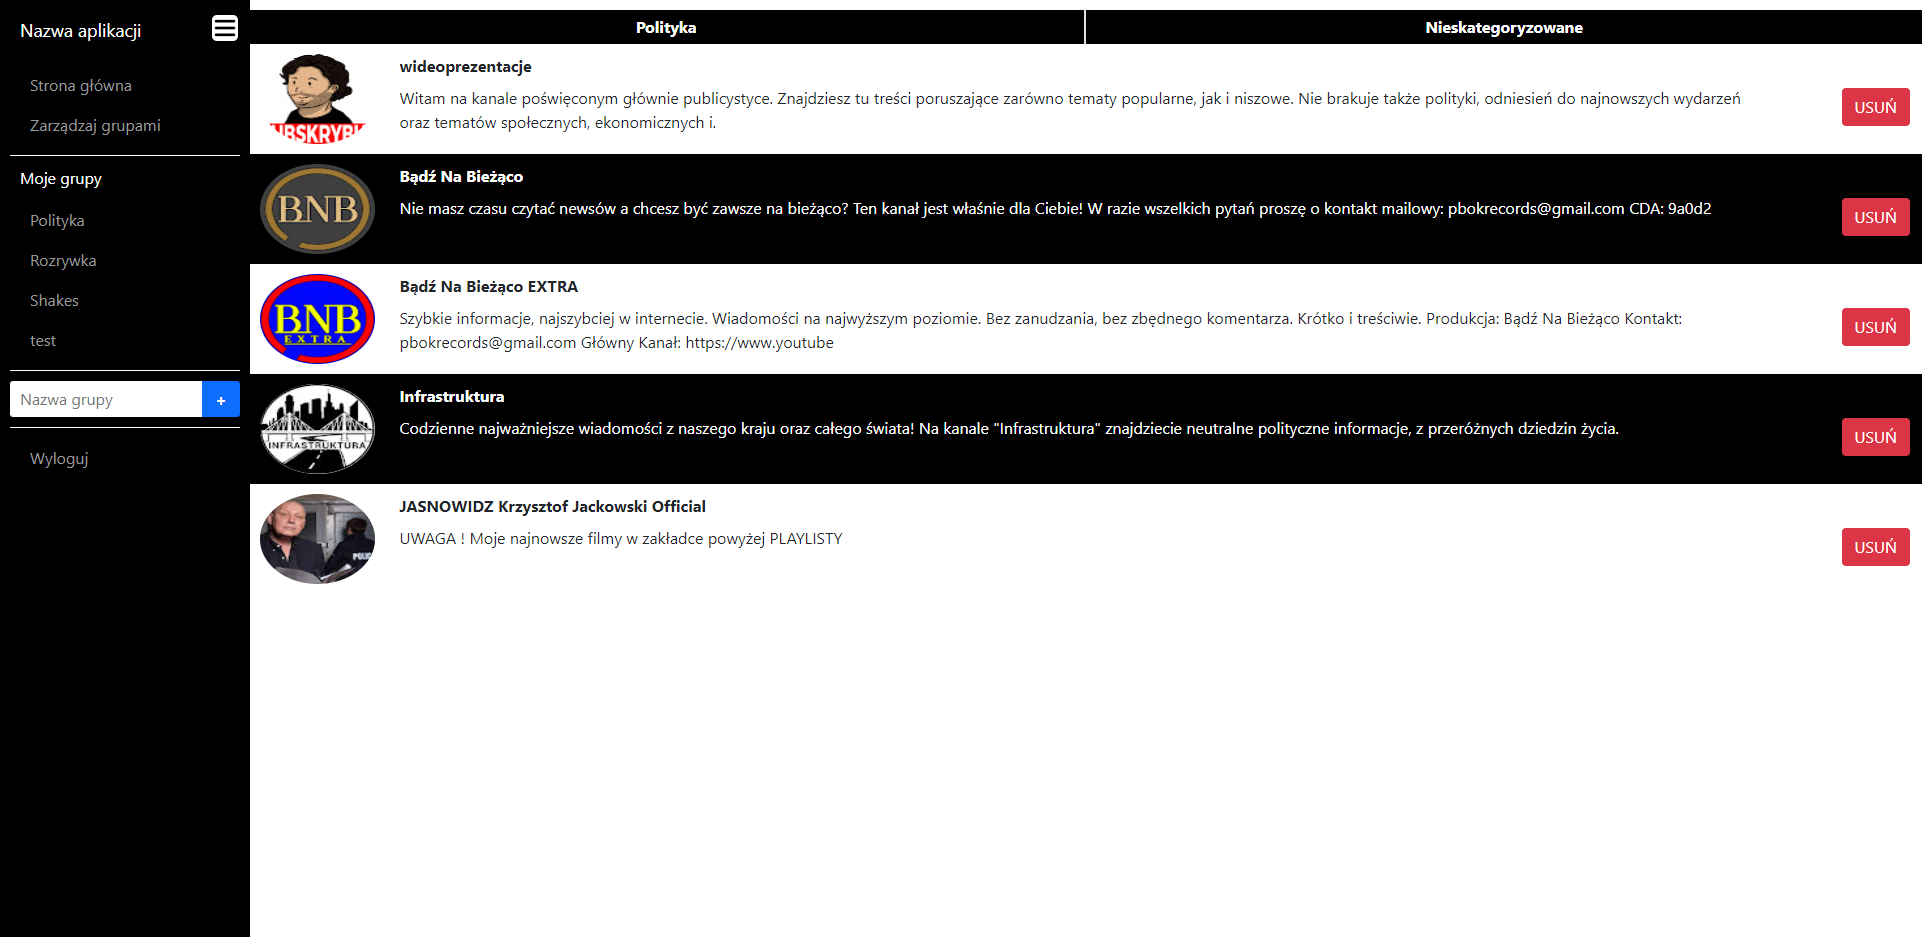 Nazwa aplikacji
Strona główna
Zarządzaj grupami
Moje grupy
Polityka
Rozrywka
Shakes
test
Nazwa grupy +
Wyloguj
Polityka Nieskategoryzowane
wideoprezentacje
Witam na kanale poświęconym głównie publicystyce. Znajdziesz tu treści poruszające zarówno tematy popularne, jak i niszowe. Nie brakuje także polityki, odniesień do najnowszych wydarzeń
oraz tematów społecznych, ekonomicznych i.
USUŃ
BNB
Bądź Na Bieżąco
Nie masz czasu czytać newsów a chcesz być zawsze na bieżąco? Ten kanał jest właśnie dla Ciebie! W razie wszelkich pytań proszę o kontakt mailowy: pbokrecords@gmail.com CDA: 9a0d2
USUŃ
BNB
EXTRA
Bądź Na Bieżąco EXTRA
Szybkie informacje, najszybciej w internecie. Wiadomości na najwyższym poziomie. Bez zanudzania, bez zbędnego komentarza. Krótko i treściwie. Produkcja: Bądź Na Bieżąco Kontakt:
pbokrecords@gmail.com Główny Kanał: https://www.youtube
USUŃ
INFRASTRUKTURA
Infrastruktura
Codzienne najważniejsze wiadomości z naszego kraju oraz całego świata! Na kanale "Infrastruktura" znajdziecie neutralne polityczne informacje, z przeróżnych dziedzin życia.
USUŃ
JASNOWIDZ Krzysztof Jackowski Official
UWAGA ! Moje najnowsze filmy w zakładce powyżej PLAYLISTY
USUŃ